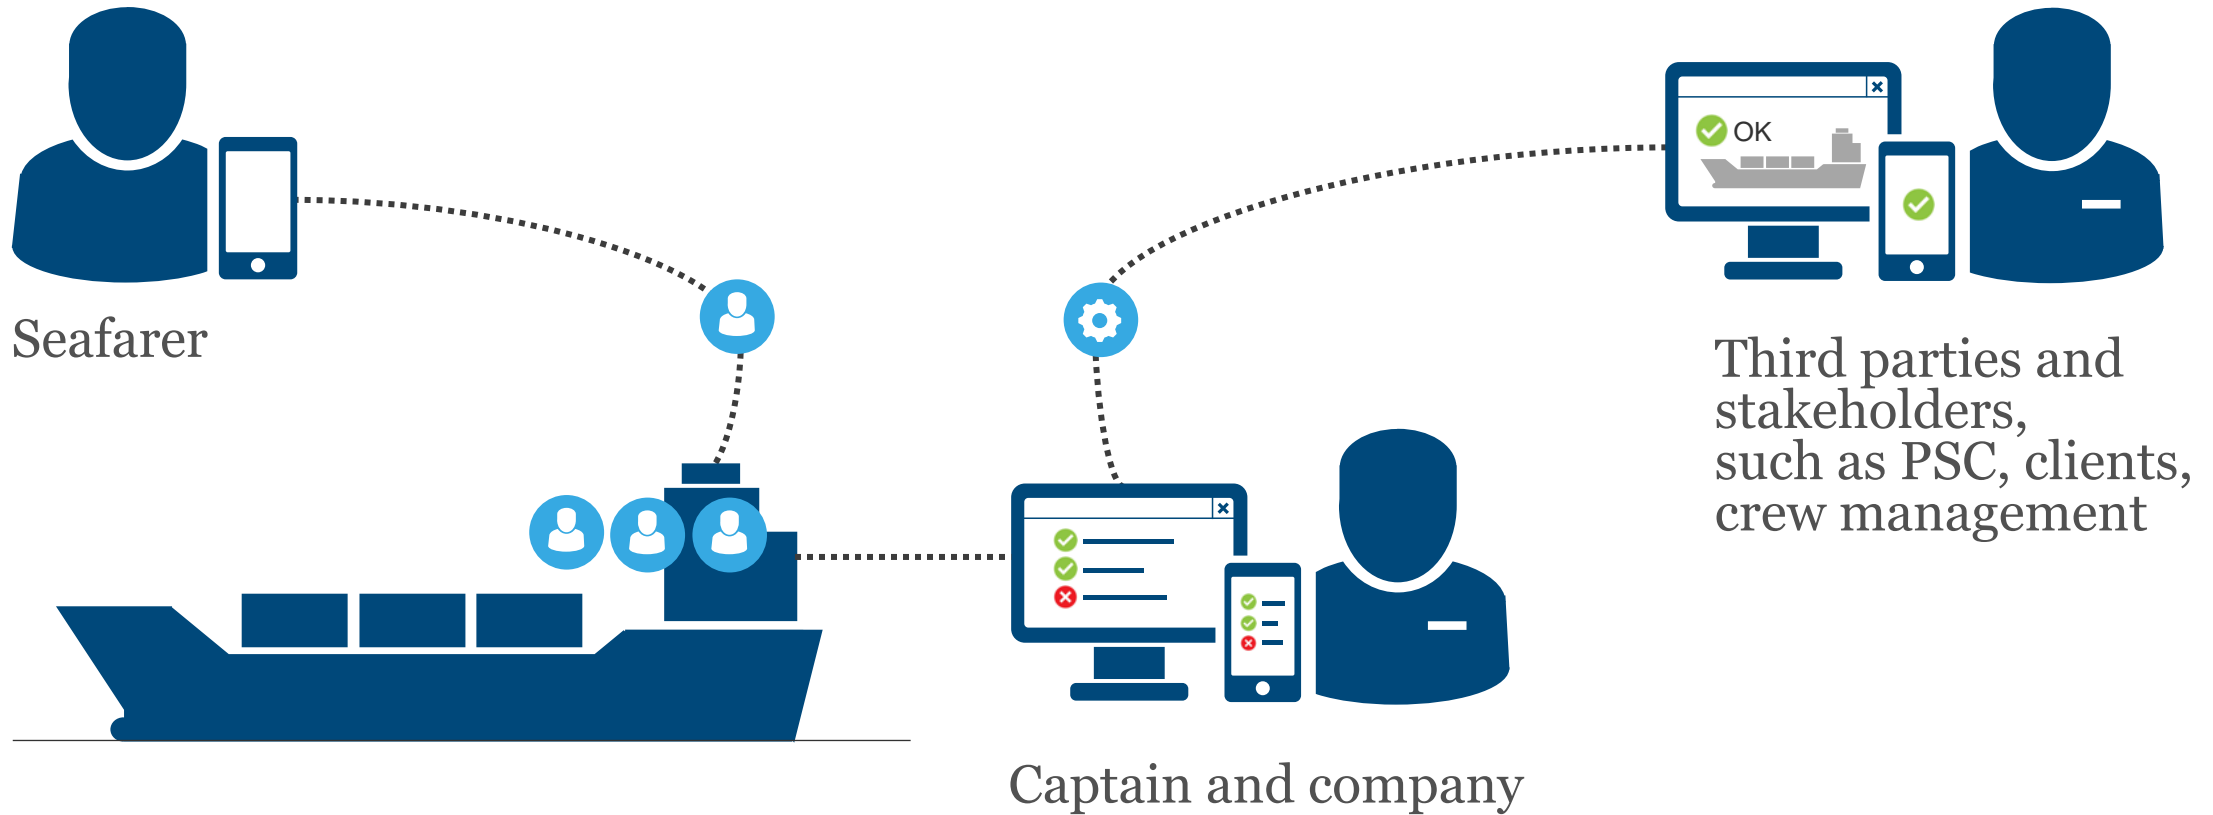 Seafarer
OK
Third parties and
stakeholders,
such as PSC, clients,
crew management
Captain and company